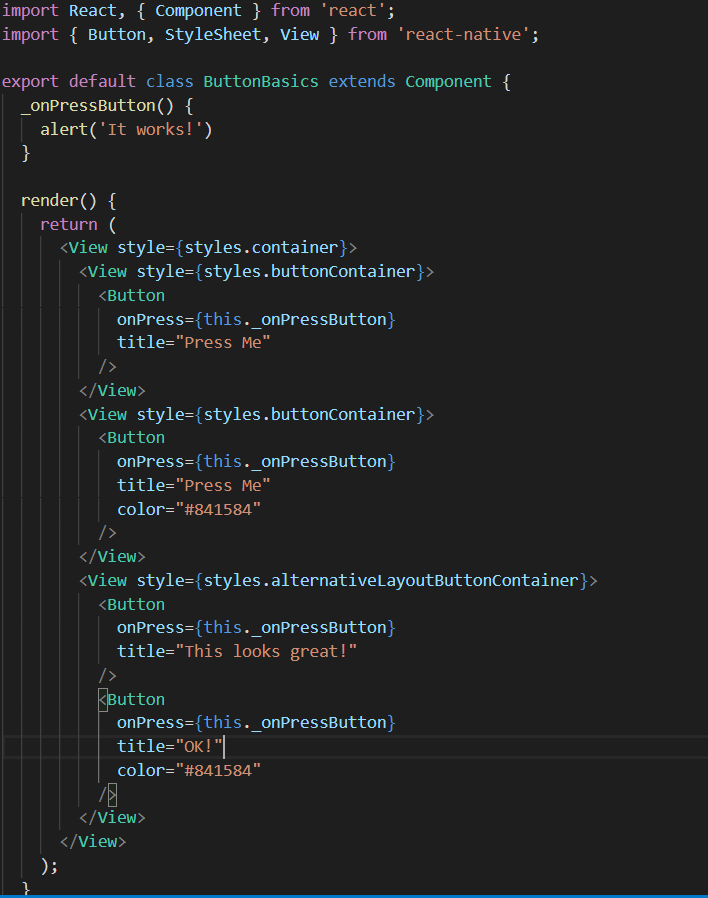 import React, { Component } from 'react';
import { Button, StyleSheet, View } from 'react-native';

export default class ButtonBasics extends Component {
  _onPressButton() {
    alert('It works!')
  }

  render() {
    return (
      <View style={styles.container}>
        <View style={styles.buttonContainer}>
          <Button
            onPress={this._onPressButton}
            title="Press Me"
          />
        </View>
        <View style={styles.buttonContainer}>
          <Button
            onPress={this._onPressButton}
            title="Press Me"
            color="#841584"
          />
        </View>
        <View style={styles.alternativeLayoutButtonContainer}>
          <Button
            onPress={this._onPressButton}
            title="This looks great!"
          />
          <Button
            onPress={this._onPressButton}
            title="OK!"
            color="#841584"
          />
        </View>
      </View>
    );
  }